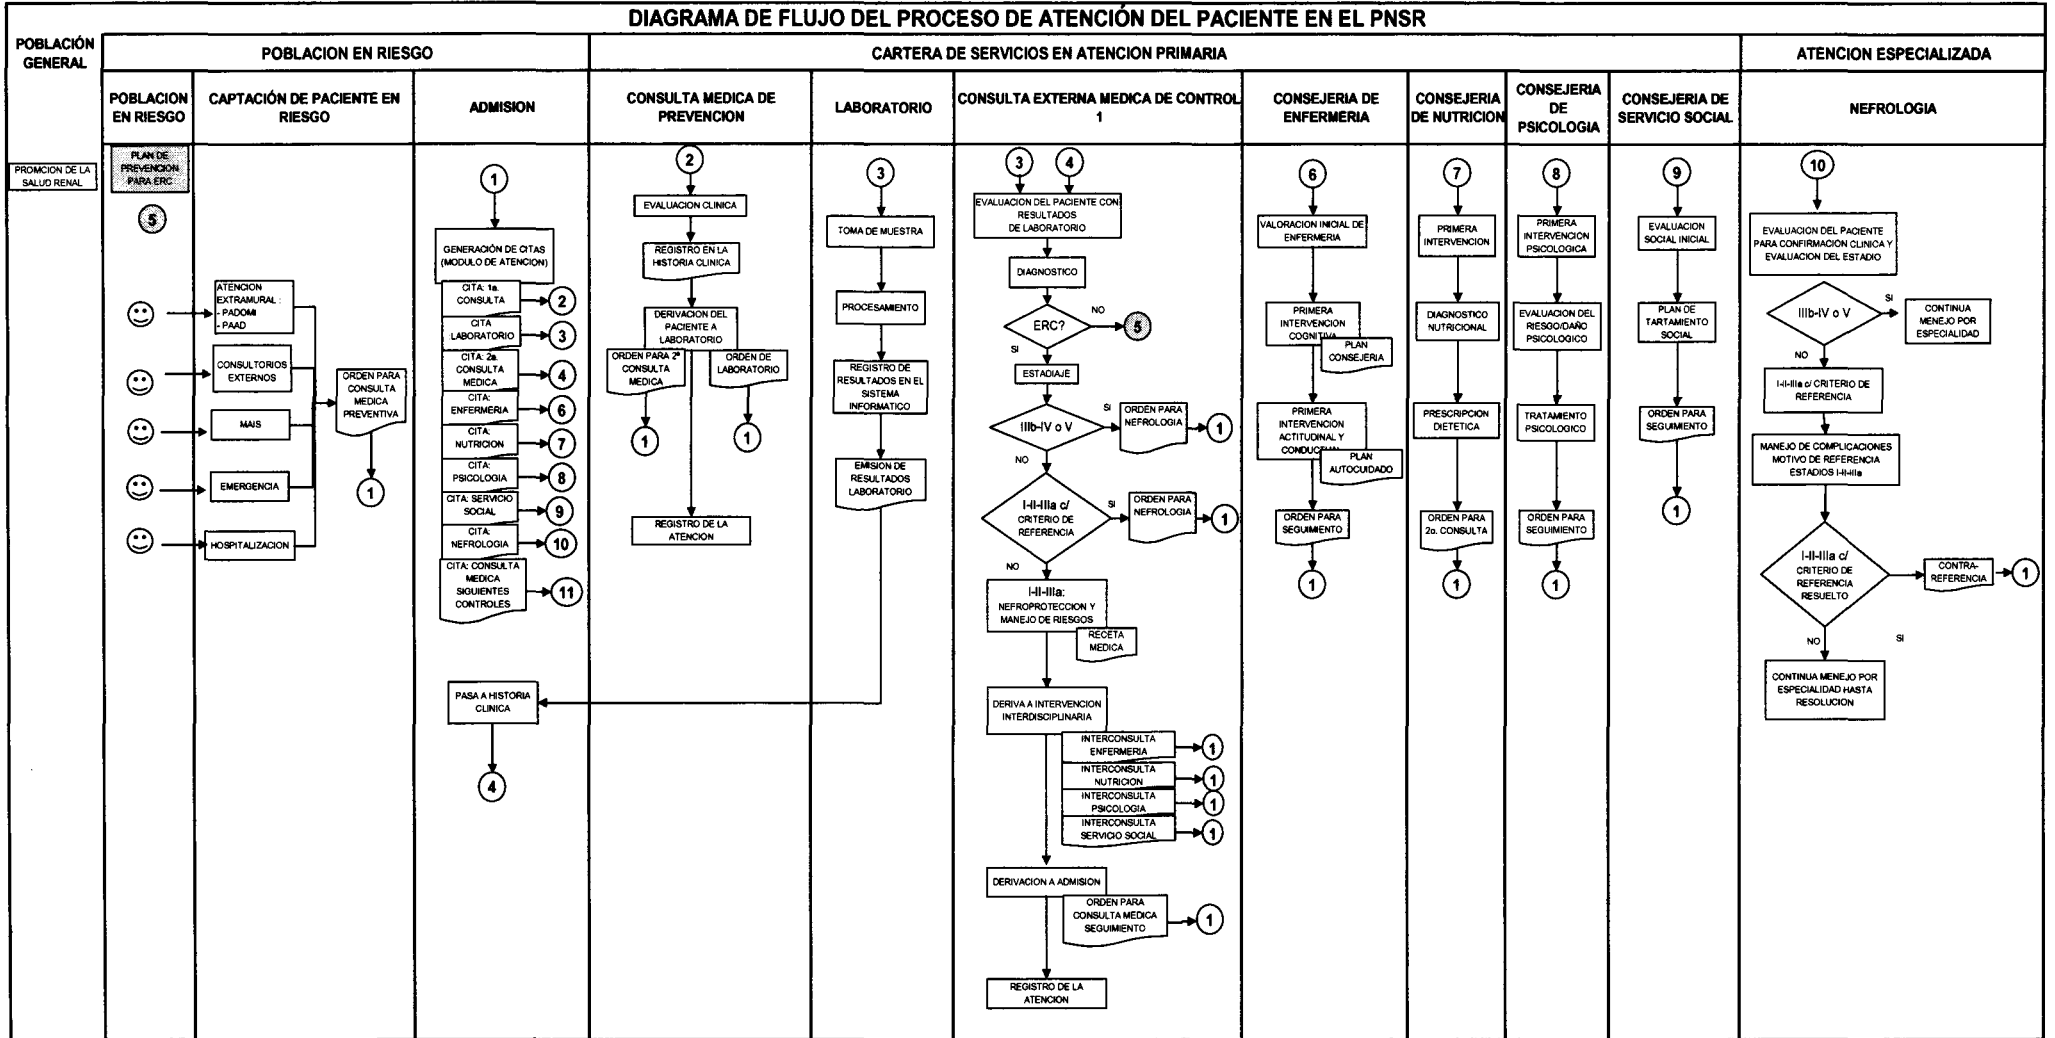 DIAGRAMA DE FLUJO DEL PROCESO DE ATENCIÓN DEL PACIENTE EN EL PNSR
POBLACIÓN
GENERAL
POBLACION EN RIESGO
CARTERA DE SERVICIOS EN ATENCION PRIMARIA
ATENCION ESPECIALIZADA
POBLACION
EN RIESGO
CAPTACIÓN DE PACIENTE EN
RIESGO
ADMISION
CONSULTA MEDICA DE
PREVENCION
LABORATORIO
CONSULTA EXTERNA MEDICA DE CONTROL
1
CONSEJERIA DE
ENFERMERIA
CONSEJERIA
DE NUTRICION
CONSEJERIA
DE
PSICOLOGIA
CONSEJERIA DE
SERVICIO SOCIAL
NEFROLOGIA
PROMCION DE LA
SALUD RENAL
PLAN DE
PREVENCION
PARA ERC
5
ATENCION
EXTRAMURAL :
- PADOMI
- PAAD
CONSULTORIOS
EXTERNOS
MAIS
EMERGENCIA
HOSPITALIZACION
ORDEN PARA
CONSULTA
MEDICA
PREVENTIVA
1
1
GENERACIÓN DE CITAS
(MODULO DE ATENCION)
CITA: 1a.
CONSULTA
2
CITA
LABORATORIO
3
CITA: 2a.
CONSULTA
MEDICA
4
CITA:
ENFERMERIA
6
CITA:
NUTRICION
7
CITA:
PSICOLOGIA
8
CITA: SERVICIO
SOCIAL
9
CITA:
NEFROLOGIA
10
CITA: CONSULTA
MEDICA
SIGUIENTES
CONTROLES
11
PASA A HISTORIA
CLINICA
4
2
EVALUACION CLINICA
REGISTRO EN LA
HISTORIA CLINICA
DERIVACION DEL
PACIENTE A
LABORATORIO
ORDEN PARA 2ª
CONSULTA
MEDICA
ORDEN DE
LABORATORIO
1
1
REGISTRO DE LA
ATENCION
3
TOMA DE MUESTRA
PROCESAMIENTO
REGISTRO DE
RESULTADOS EN EL
SISTEMA
INFORMATICO
EMISION DE
RESULTADOS
LABORATORIO
3
4
EVALUACION DEL PACIENTE CON
RESULTADOS
DE LABORATORIO
DIAGNOSTICO
ERC?
NO
5
SI
ESTADIAJE
IIIb-IV o V
SI
ORDEN PARA
NEFROLOGIA
1
NO
I-II-IIIa c/
CRITERIO DE
REFERENCIA
SI
ORDEN PARA
NEFROLOGIA
1
NO
I-II-IIIa:
NEFROPROTECCION Y
MANEJO DE RIESGOS
RECETA
MEDICA
DERIVA A INTERVENCION
INTERDISCIPLINARIA
INTERCONSULTA
ENFERMERIA
1
INTERCONSULTA
NUTRICION
1
INTERCONSULTA
PSICOLOGIA
1
INTERCONSULTA
SERVICIO SOCIAL
1
DERIVACION A ADMISION
ORDEN PARA
CONSULTA MEDICA
SEGUIMIENTO
1
REGISTRO DE LA
ATENCION
6
VALORACION INICIAL DE
ENFERMERIA
PRIMERA
INTERVENCION
COGNITIVA
PLAN
CONSEJERIA
PRIMERA
INTERVENCION
ACTITUDINAL Y
PLAN
AUTOCUIDADO
ORDEN PARA
SEGUIMIENTO
1
7
PRIMERA
INTERVENCION
DIAGNOSTICO
NUTRICIONAL
PRESCRIPCION
DIETETICA
ORDEN PARA
2a. CONSULTA
1
8
PRIMERA
INTERVENCION
PSICOLOGICA
EVALUACION DEL
RIESGO/DAÑO
PSICOLOGICO
TRATAMIENTO
PSICOLOGICO
ORDEN PARA
SEGUIMIENTO
1
9
EVALUACION
SOCIAL INICIAL
PLAN DE
TARTAMIENTO
SOCIAL
ORDEN PARA
SEGUIMIENTO
1
10
EVALUACION DEL PACIENTE
PARA CONFIRMACION CLINICA Y
EVALUACION DEL ESTADIO
IIIb-IV o V
SI
CONTINUA
MENEJO POR
ESPECIALIDAD
NO
I-II-IIIa c/ CRITERIO DE
REFERENCIA
MANEJO DE COMPLICACIONES
MOTIVO DE REFERENCIA
ESTADIOS I-II-IIIa
I-II-IIIa c/
CRITERIO DE
REFERENCIA
RESUELTO
CONTRA-
REFERENCIA
1
NO
SI
CONTINUA MENEJO POR
ESPECIALIDAD HASTA
RESOLUCION